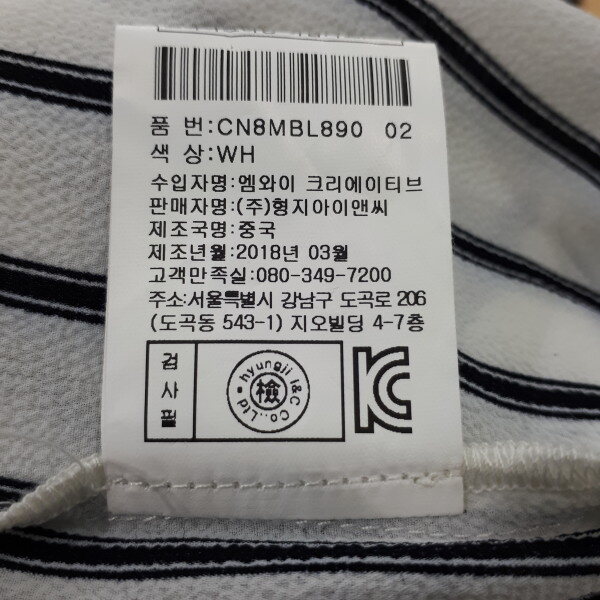 품 번:CN8MBL890 02
색 상:WH
수입자명:엠와이 크리에이티브
판매자명:(주)형지아이앤씨
제조국명:중국
제조년월:2018년 03월
고객만족실:080-349-7200
주소:서울특별시 강남구 도곡로 206
(도곡동 543-1) 지오빌딩 4-7층
검사필
hyungji I&C Co.,Ltd
檢